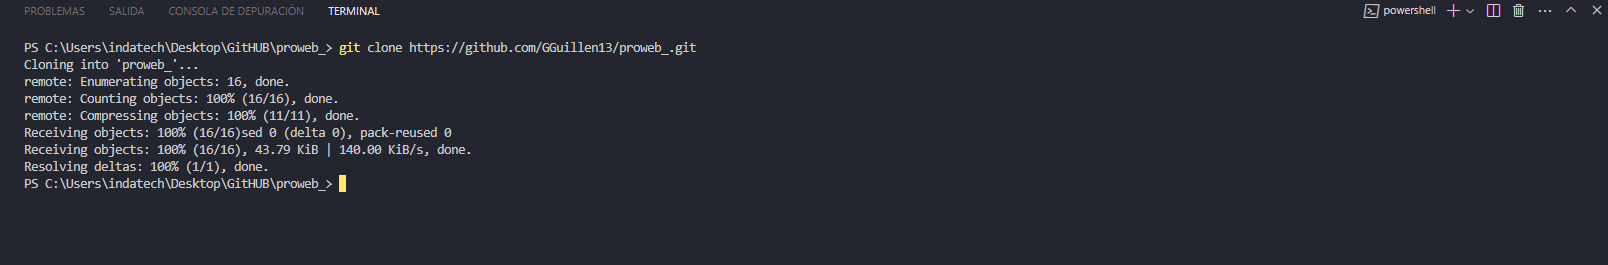 PROBLEMAS SALIDA CONSOLA DE DEPURACIÓN TERMINAL powershell
PS C:\Users\indatech\Desktop\GitHUB\proweb_> git clone https://github.com/GGuillen13/proweb_.git
Cloning into 'proweb_'...
remote: Enumerating objects: 16, done.
remote: Counting objects: 100% (16/16), done.
remote: Compressing objects: 100% (11/11), done.
Receiving objects: 100% (16/16)sed 0 (delta 0), pack-reused 0
Receiving objects: 100% (16/16), 43.79 KiB | 140.00 KiB/s, done.
Resolving deltas: 100% (1/1), done.
PS C:\Users\indatech\Desktop\GitHUB\proweb_>